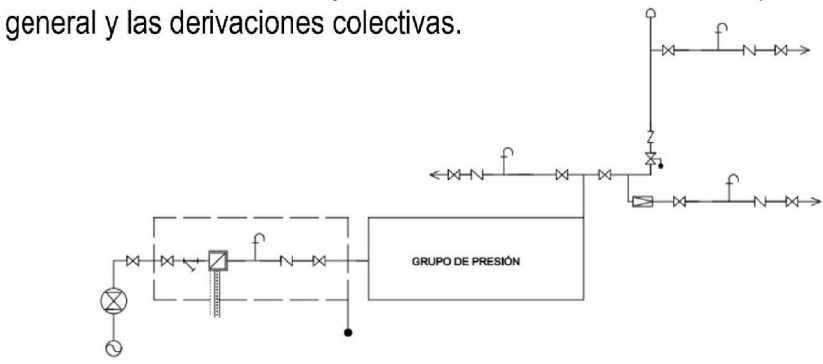 general y las derivaciones colectivas.
GRUPO DE PRESIÓN